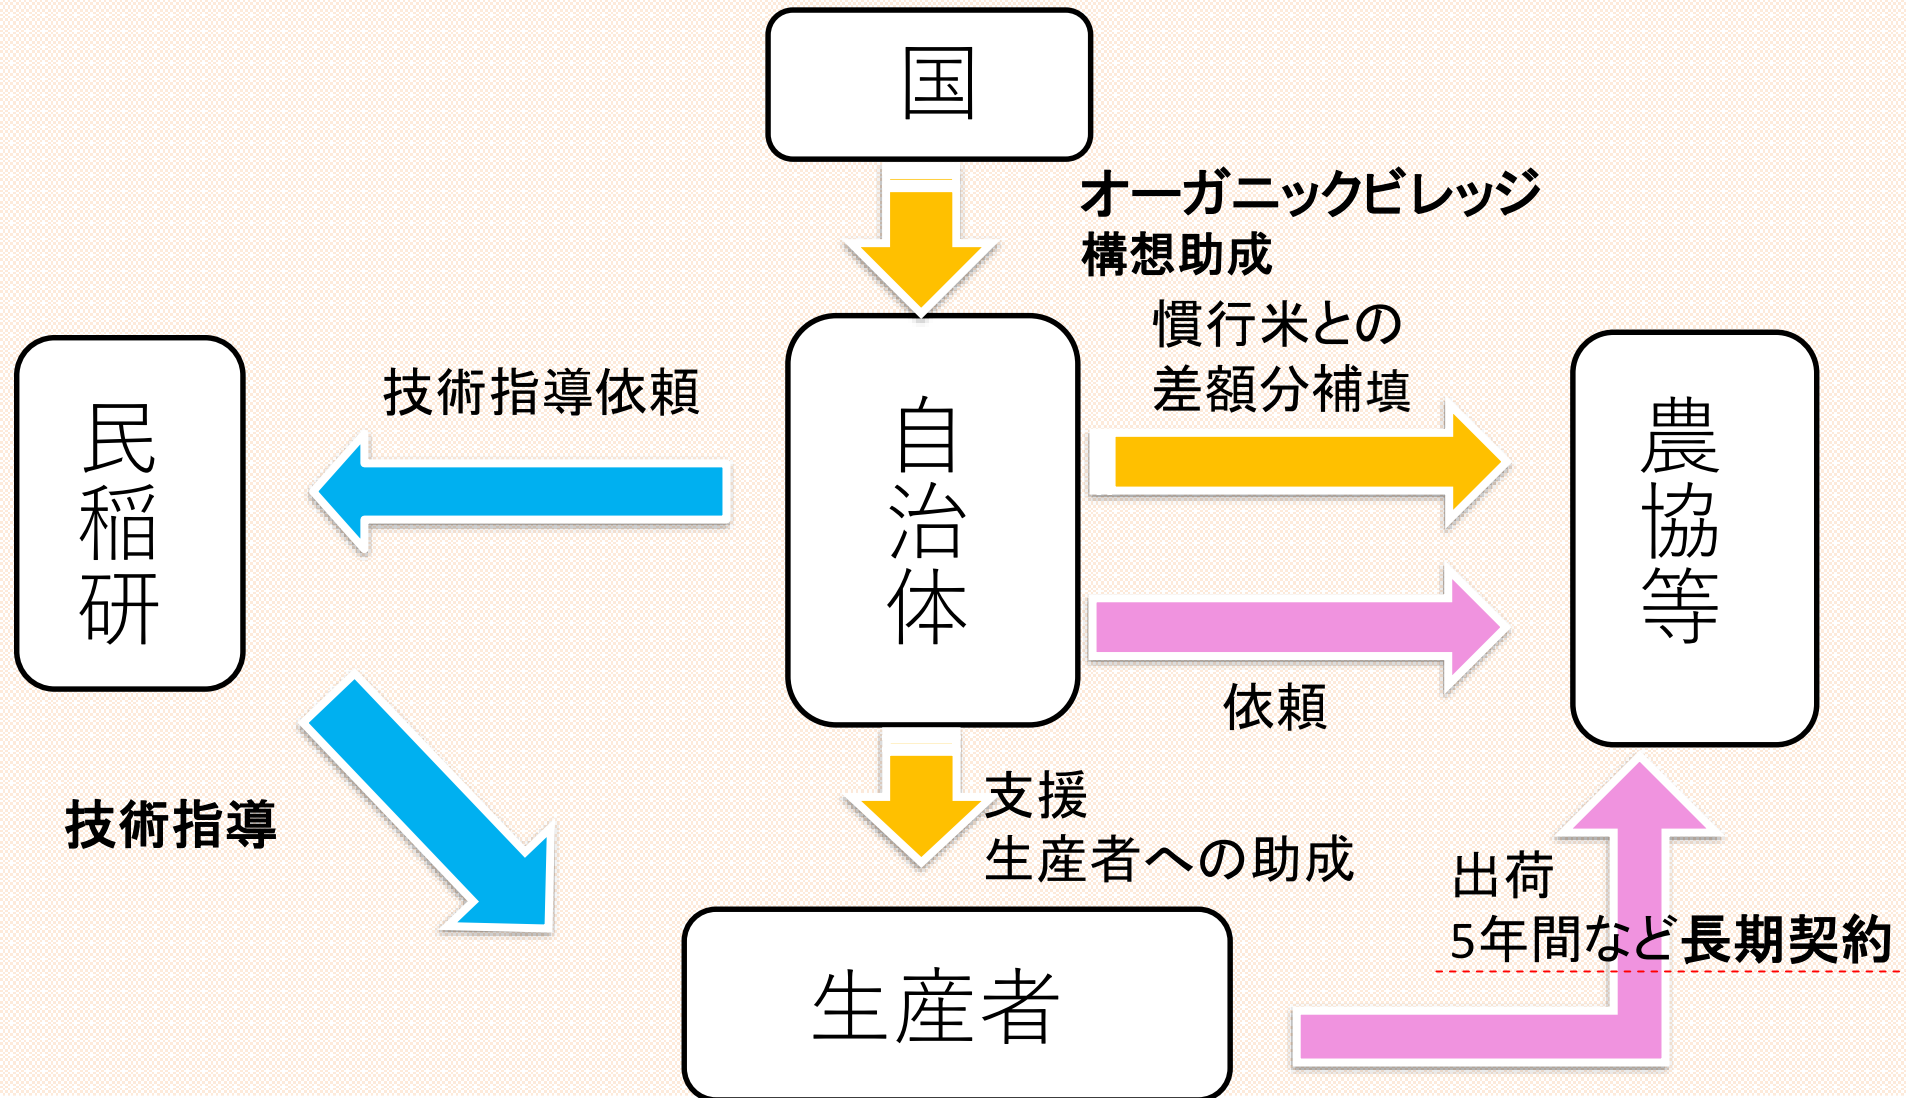 国
オーガニックビレッジ
構想助成
慣行米との
差額分補填
技術指導依頼
民稲研
自治体
農協等
依頼
技術指導
支援
生産者への助成
出荷
5年間など長期契約
生産者